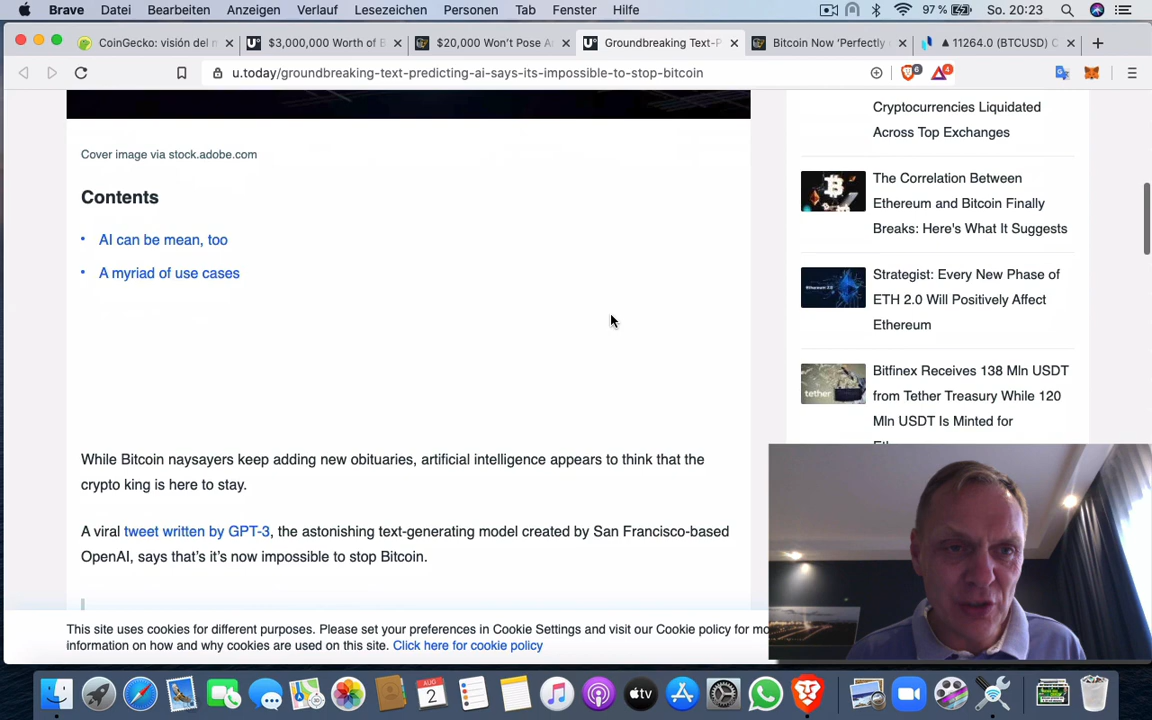 Brave Datei Bearbeiten Anzeigen Verlauf Lesezeichen Personen Tab Fenster Hilfe 97 % So. 20:23
CoinGecko: visión del n $3,000,000 Worth of B $20,000 Won't Pose A Groundbreaking Text-P Bitcoin Now 'Perfectly ▲ 11264.0 (BTCUSD) C
u.today/groundbreaking-text-predicting-ai-says-its-impossible-to-stop-bitcoin 6 4
Cover image via stock.adobe.com
Contents
• AI can be mean, too
• A myriad of use cases
While Bitcoin naysayers keep adding new obituaries, artificial intelligence appears to think that the
crypto king is here to stay.
A viral tweet written by GPT-3, the astonishing text-generating model created by San Francisco-based
OpenAI, says that's it's now impossible to stop Bitcoin.
Cryptocurrencies Liquidated
Across Top Exchanges
The Correlation Between
Ethereum and Bitcoin Finally
Breaks: Here's What It Suggests
Strategist: Every New Phase of
ETH 2.0 Will Positively Affect
Ethereum
Bitfinex Receives 138 Mln USDT
from Tether Treasury While 120
Mln USDT Is Minted for
tether
This site uses cookies for different purposes. Please set your preferences in Cookie Settings and visit our Cookie policy for mo
information on how and why cookies are used on this site. Click here for cookie policy
AUG
2
tv